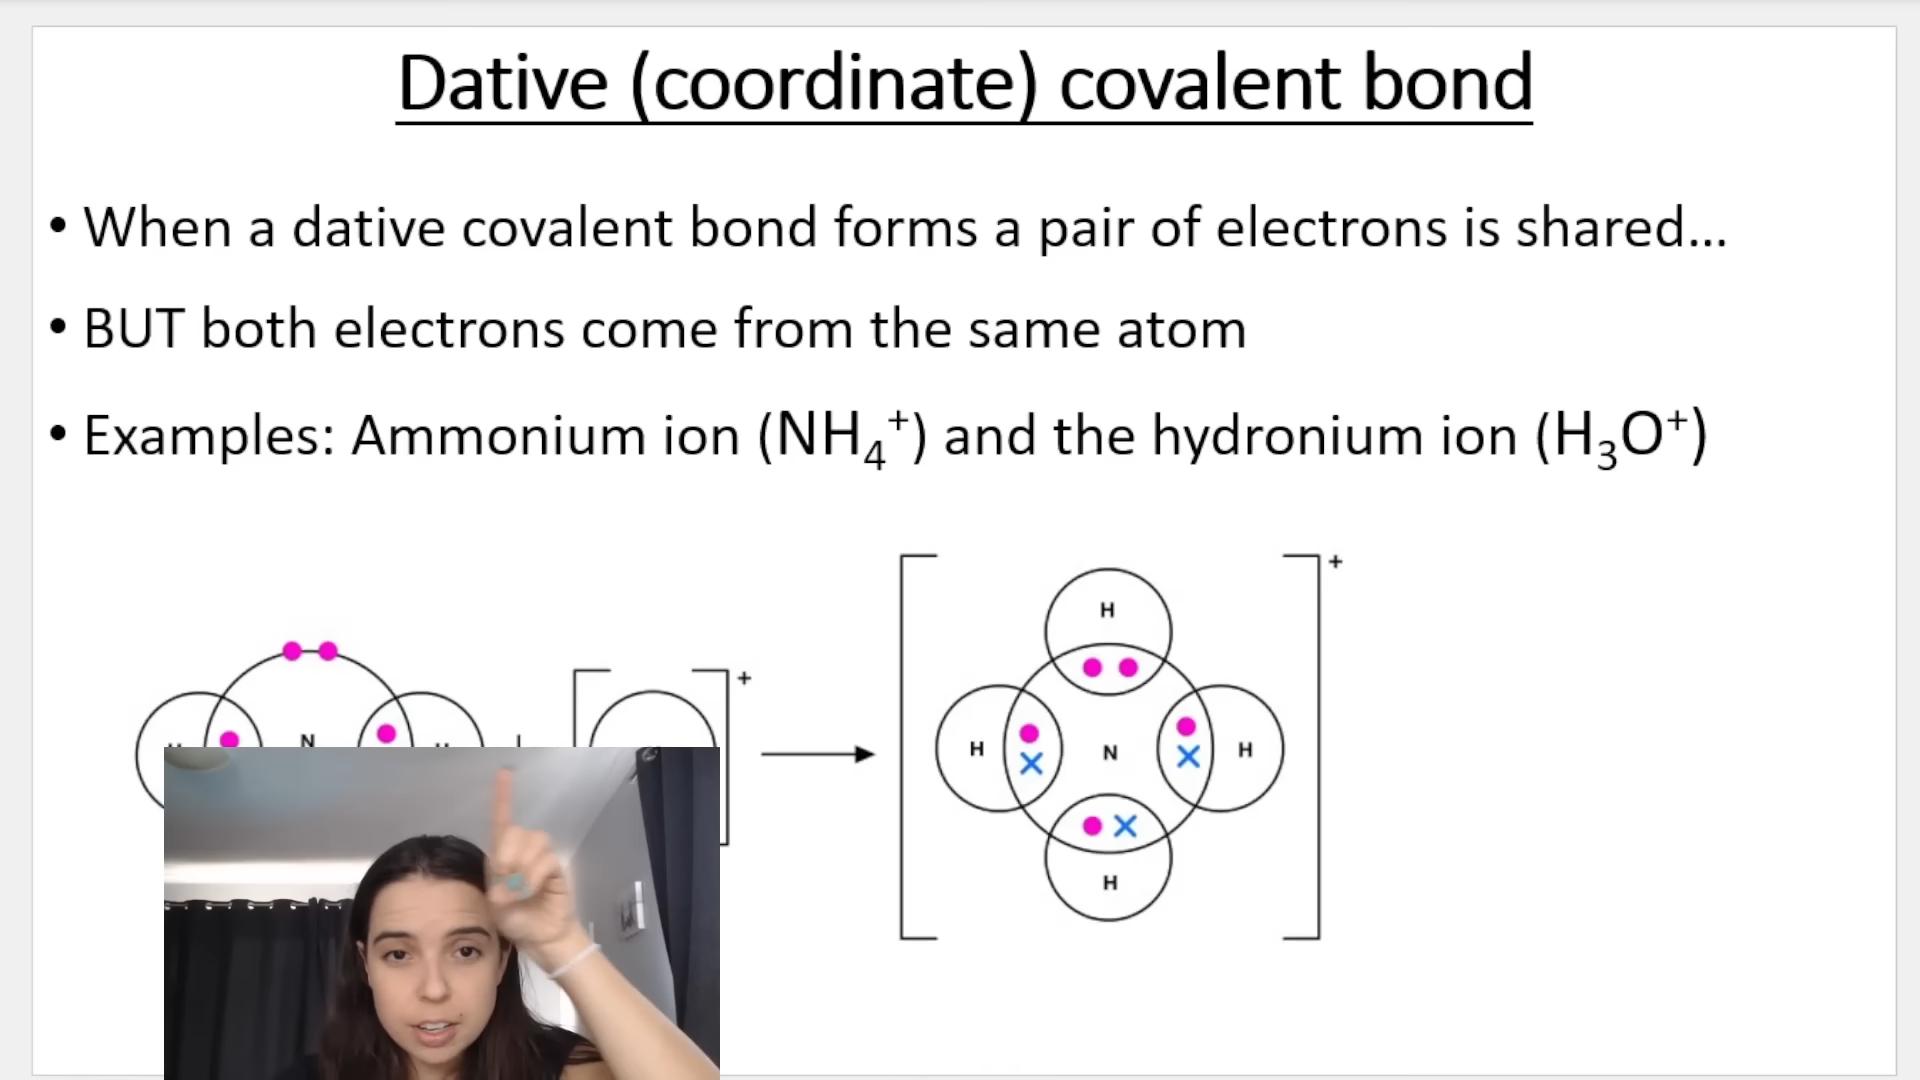 Dative (coordinate) covalent bond
• When a dative covalent bond forms a pair of electrons is shared...
• BUT both electrons come from the same atom
• Examples: Ammonium ion (NH₄⁺) and the hydronium ion (H₃O⁺)
N
+
H
H N H
H
+